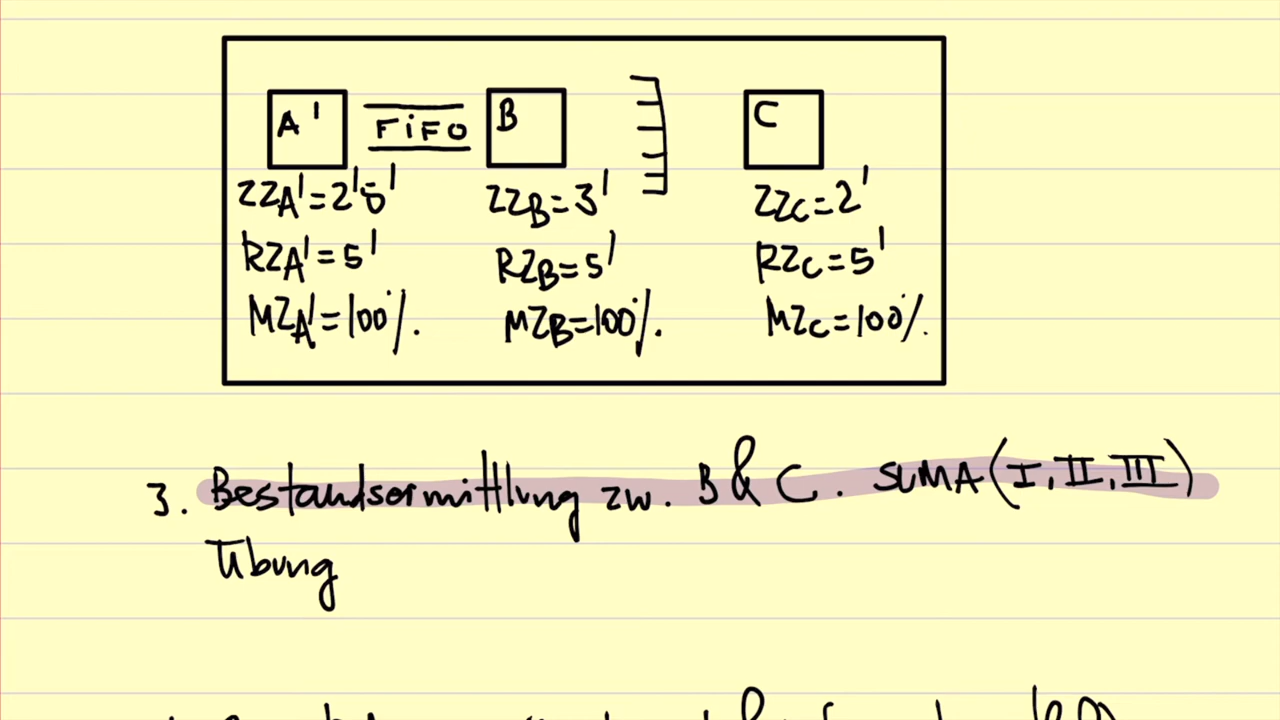 A' FiFo B C
ZZA'=2'5' ZZB=3' ZZC=2'
RZA'=5' RZB=5' RZC=5'
MZA'=100%. MZB=100%. MZC=100%.
3. Bestandsermittlung zw. B & C. SUMA (I, II, III)
Übung